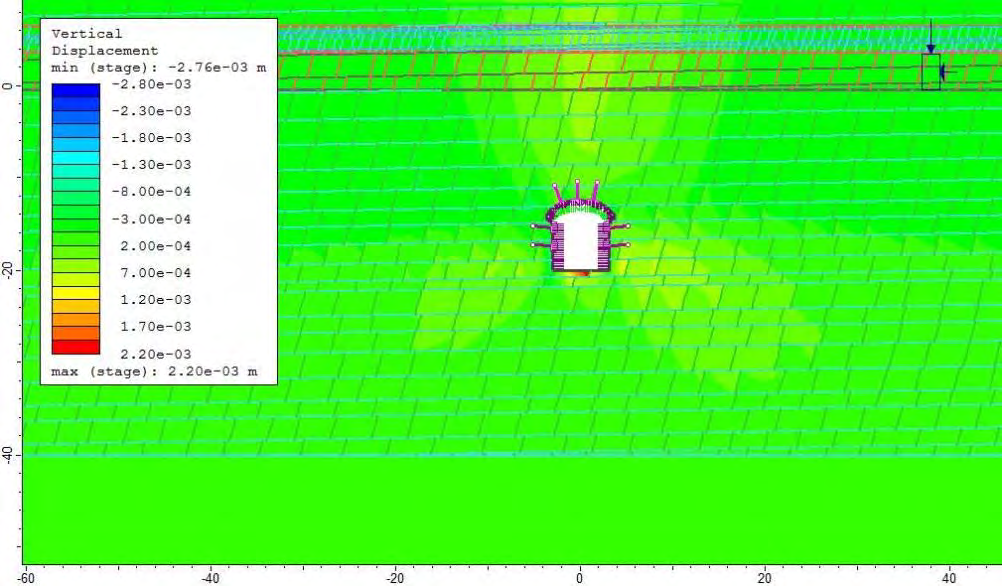 Vertical
Displacement
min (stage): -2.76e-03 m
-2.80e-03
-2.30e-03
-1.80e-03
-1.30e-03
-8.00e-04
-3.00e-04
2.00e-04
7.00e-04
1.20e-03
1.70e-03
2.20e-03
max (stage): 2.20e-03 m
0
-20
-40
-60 -40 -20 0 20 40